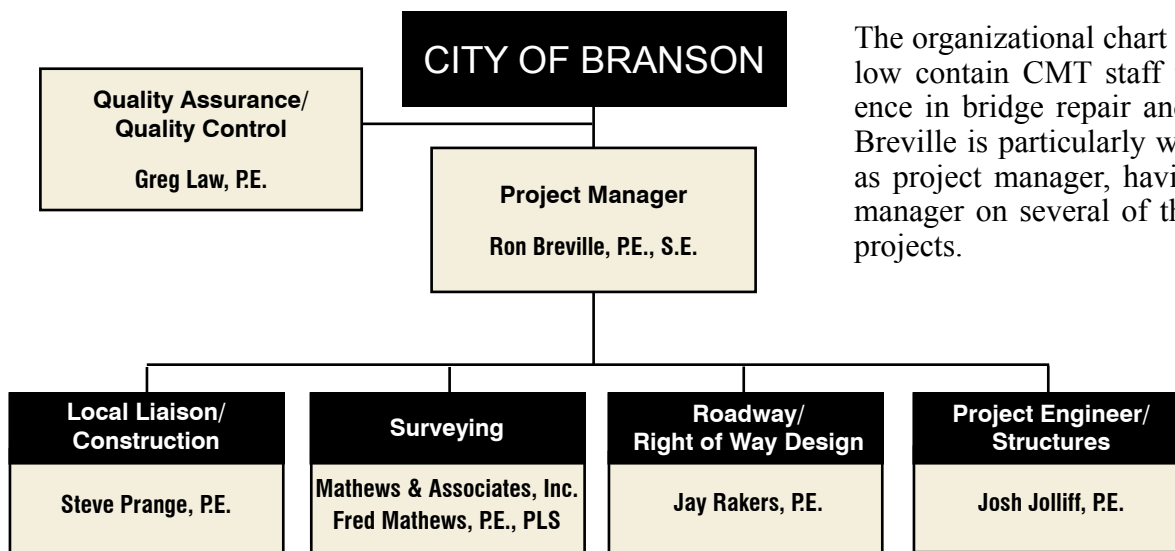 CITY OF BRANSON
Quality Assurance/
Quality Control
Greg Law, P.E.
Project Manager
Ron Breville, P.E., S.E.
The organizational chart
low contain CMT staff
ence in bridge repair
Breville is particularly
as project manager,
manager on several of
projects.
Local Liaison/
Construction
Steve Prange, P.E.
Surveying
Mathews & Associates, Inc.
Fred Mathews, P.E., PLS
Roadway/
Right of Way Design
Jay Rakers, P.E.
Project Engineer/
Structures
Josh Jolliff, P.E.